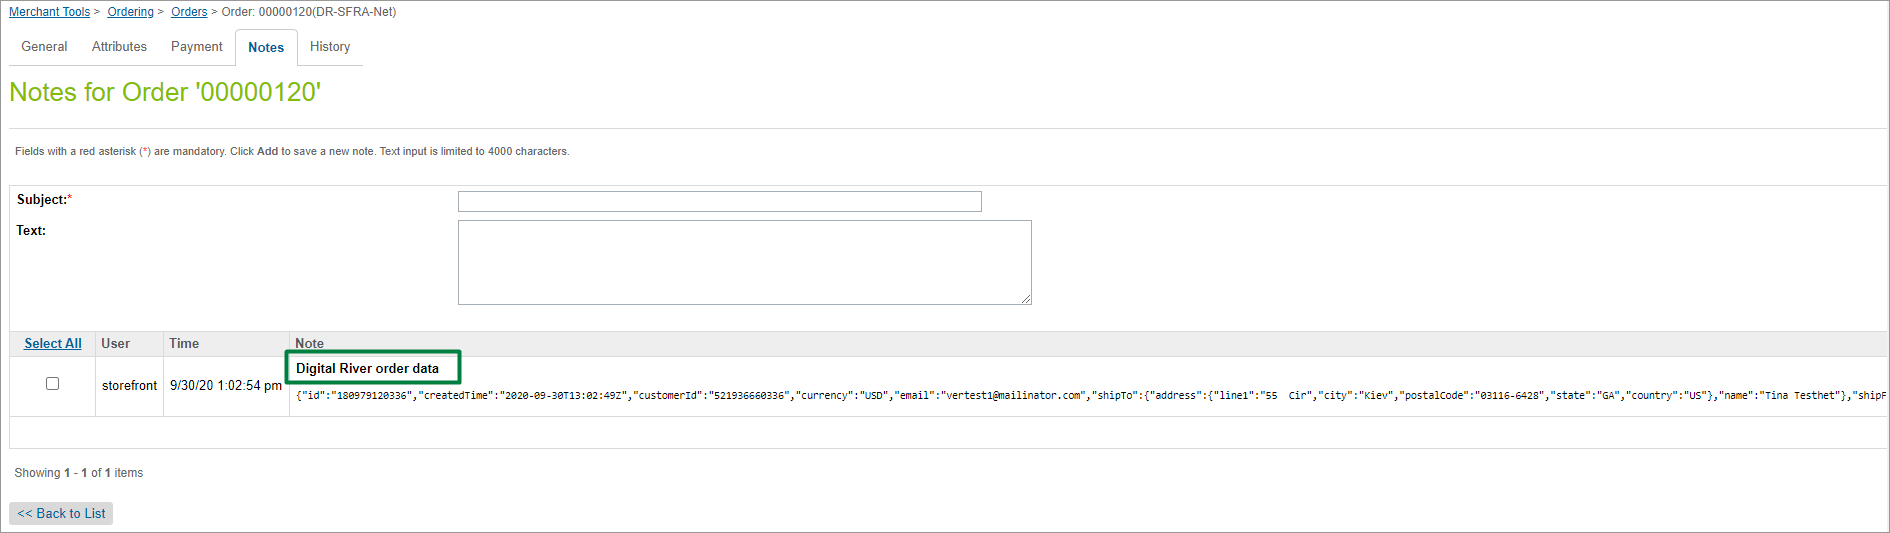 Merchant Tools > Ordering > Orders > Order: 00000120(DR-SFRA-Net)
General Attributes Payment Notes History
Notes for Order '00000120'
Fields with a red asterisk (*) are mandatory. Click Add to save a new note. Text input is limited to 4000 characters.
Subject:*
Text:
Select All User Time Note
Digital River order data
storefront 9/30/20 1:02:54 pm
{"id":"180979120336","createdTime":"2020-09-30T13:02:49Z","customerId":"521936660336","currency":"USD","email":"vertest1@mailinator.com","shipTo":{"address":{"line1":"55  Cir","city":"Kiev","postalCode":"03116-6428","state":"GA","country":"US"},"name":"Tina Testhet"},"shipF
Showing 1 - 1 of 1 items
<< Back to List